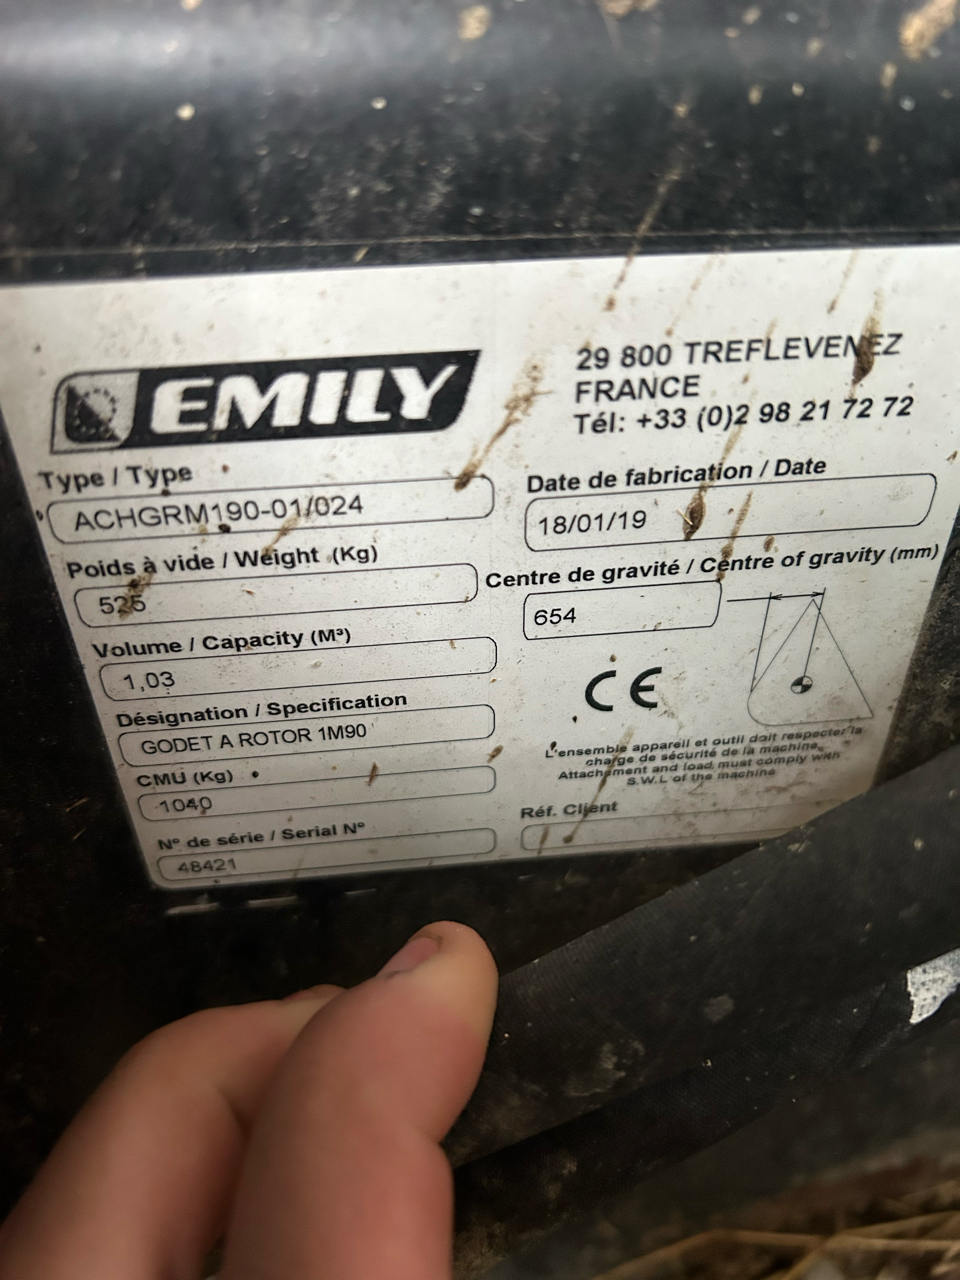 EMILY
29 800 TREFLEVENEZ
FRANCE
Tél: +33 (0)2 98 21 72 72
Type / Type
ACHGRM190-01/024
Date de fabrication / Date
18/01/19
Poids à vide / Weight (Kg)
525
Centre de gravité / Centre of gravity (mm)
654
Volume / Capacity (M³)
1,03
Désignation / Specification
GODET A ROTOR 1M90
CE
CMU (Kg)
1040
L'ensemble appareil et outil doit respecter la
charge de sécurité de la machine.
Attachement and load must comply with
S.W.L of the machine
N° de série / Serial N°
48421
Réf. Client